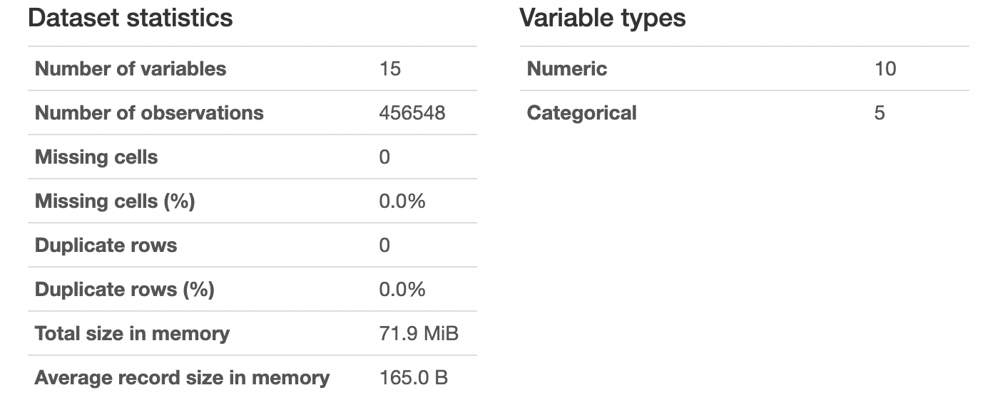 Dataset statistics
Number of variables 15
Number of observations 456548
Missing cells 0
Missing cells (%) 0.0%
Duplicate rows 0
Duplicate rows (%) 0.0%
Total size in memory 71.9 MiB
Average record size in memory 165.0 B
Variable types
Numeric 10
Categorical 5